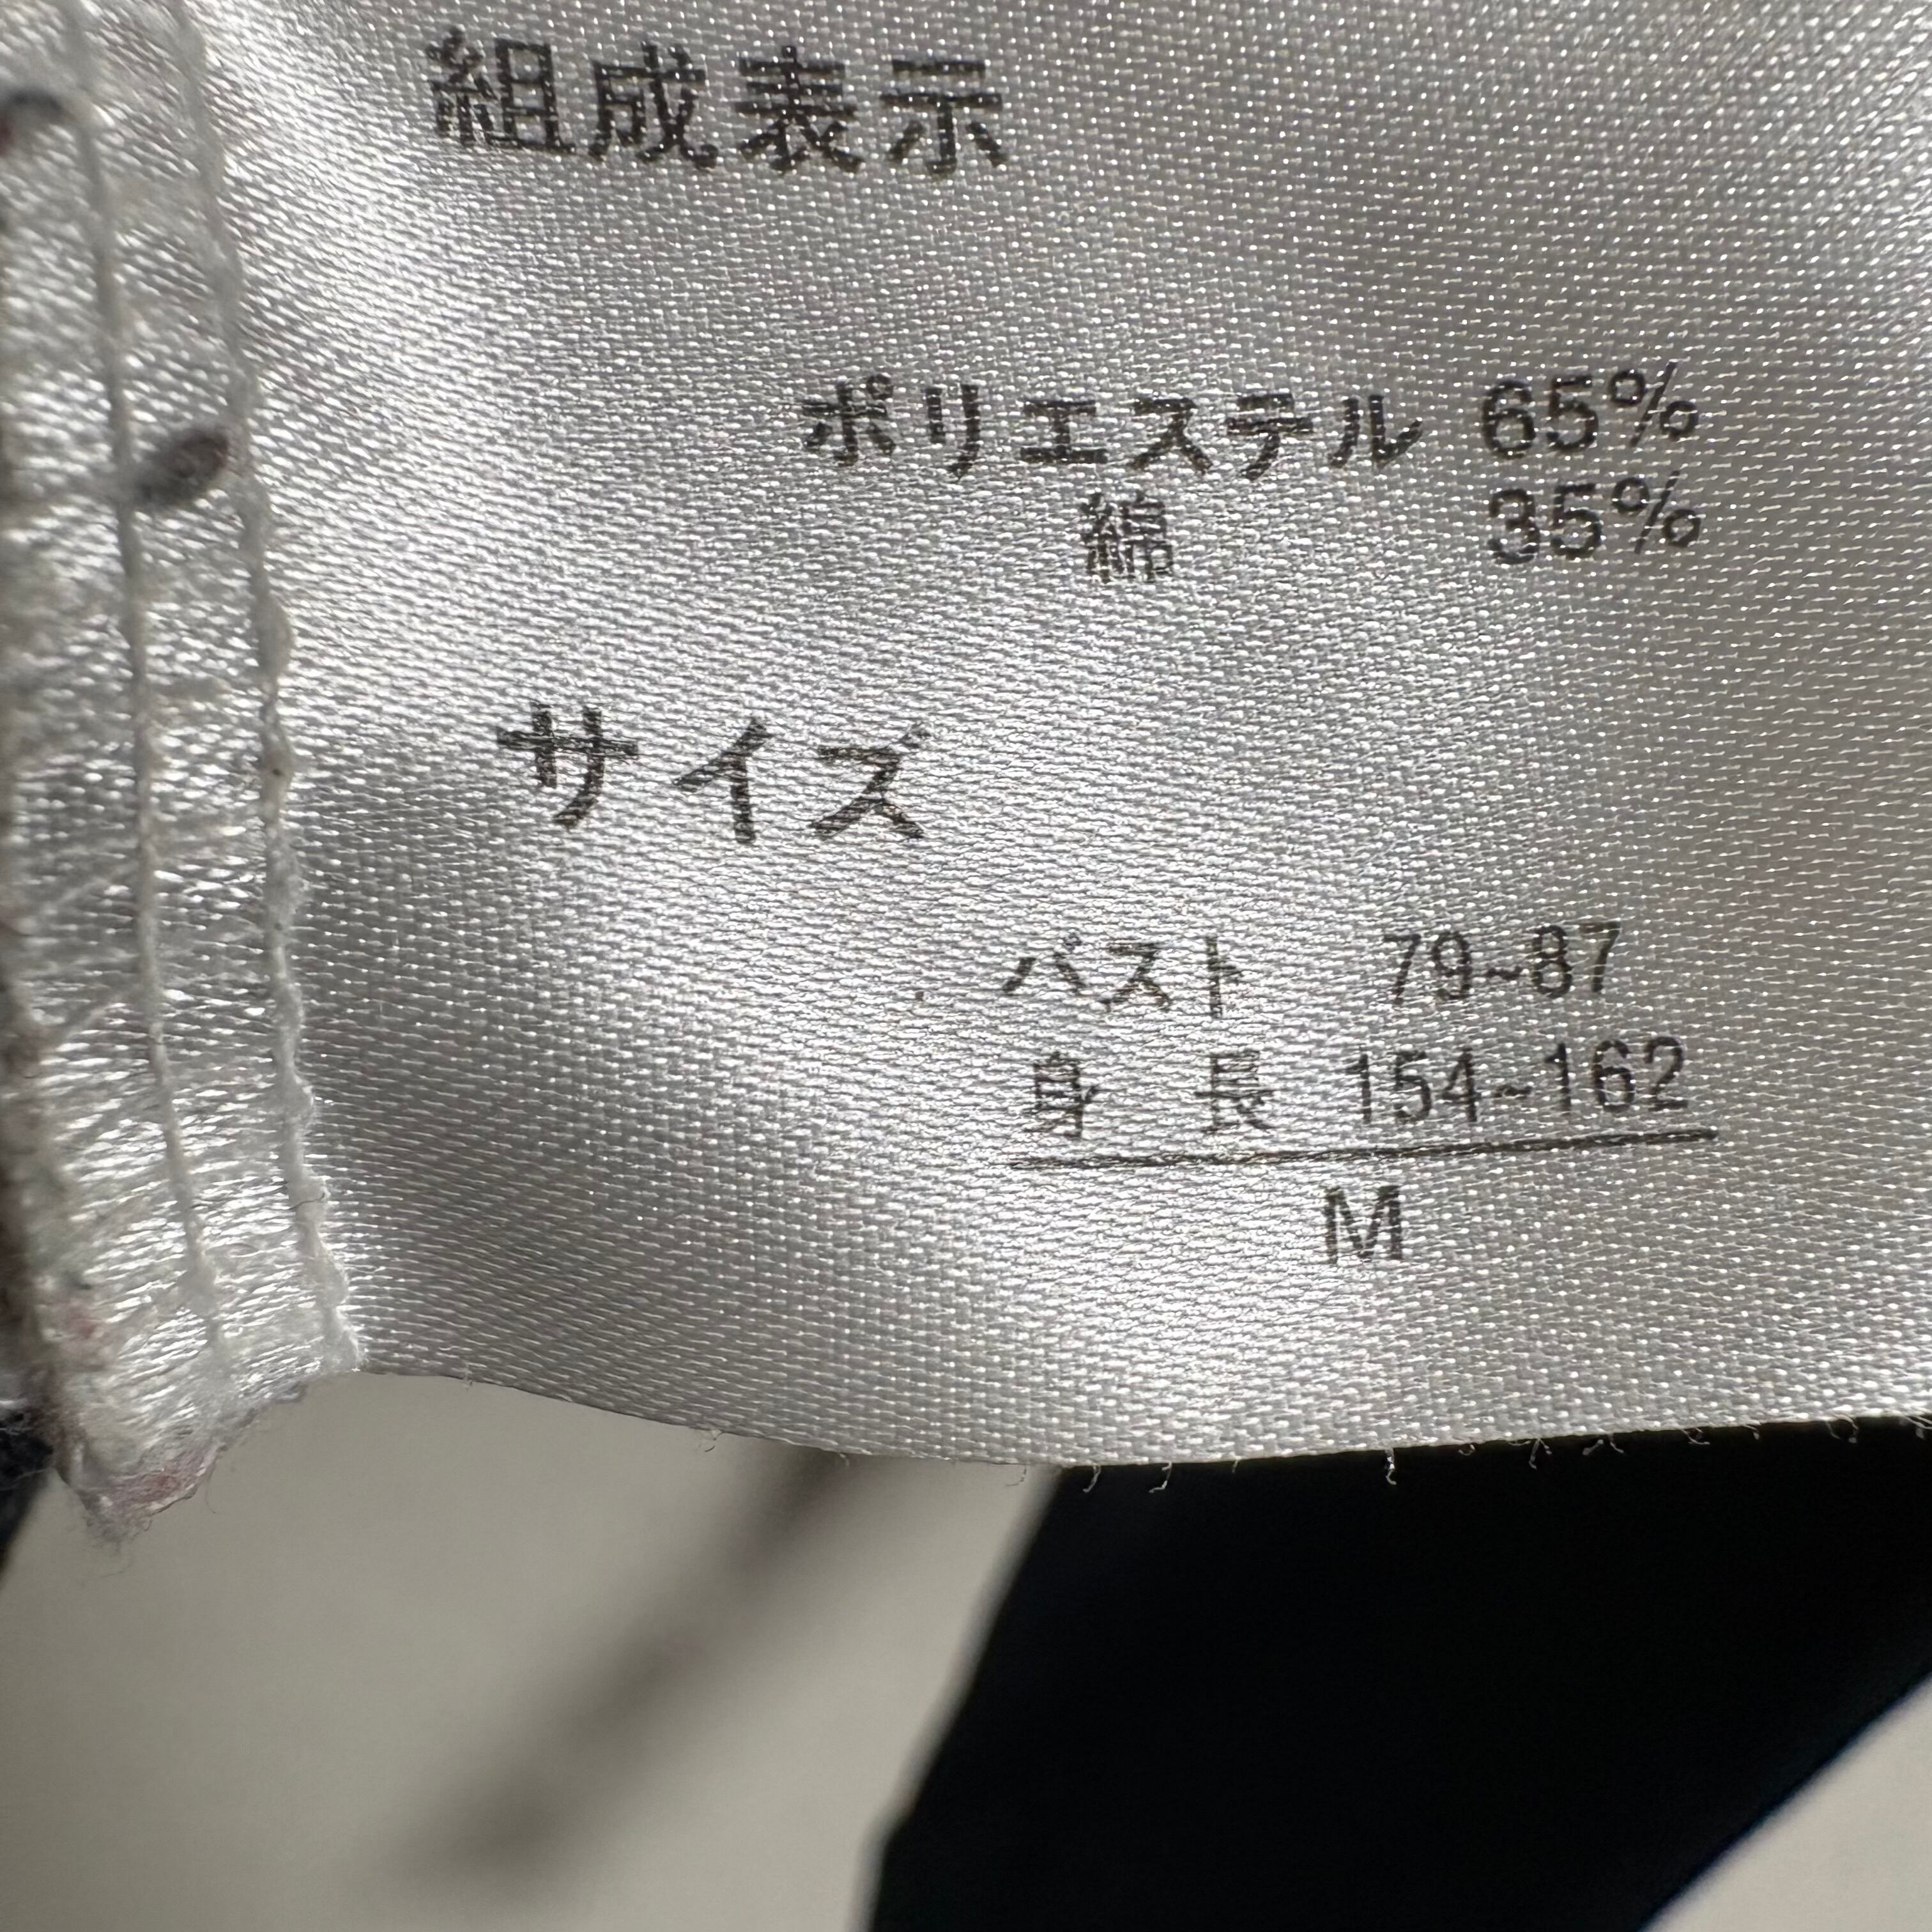 組成表示
ポリエステル 65%
綿 35%
サイズ
バスト 79~87
身長 154~162
M